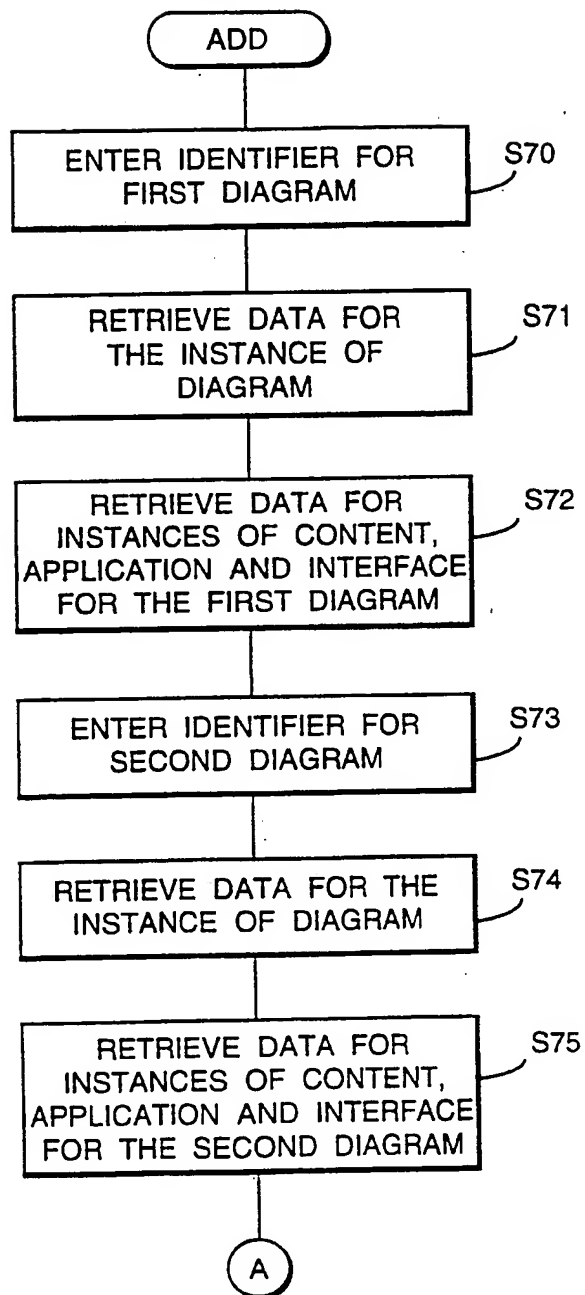 ADD
ENTER IDENTIFIER FOR
FIRST DIAGRAM
S70
RETRIEVE DATA FOR
THE INSTANCE OF
DIAGRAM
S71
RETRIEVE DATA FOR
INSTANCES OF CONTENT,
APPLICATION AND INTERFACE
FOR THE FIRST DIAGRAM
S72
ENTER IDENTIFIER FOR
SECOND DIAGRAM
S73
RETRIEVE DATA FOR THE
INSTANCE OF DIAGRAM
S74
RETRIEVE DATA FOR
INSTANCES OF CONTENT,
APPLICATION AND INTERFACE
FOR THE SECOND DIAGRAM
S75
A